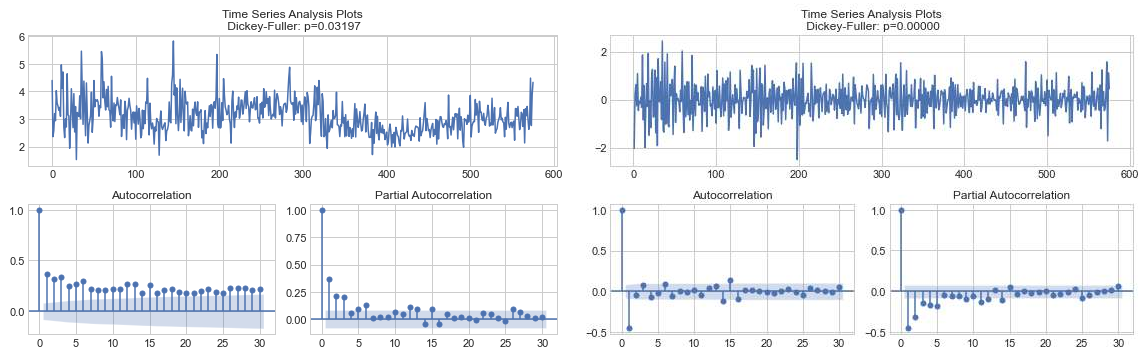 Time Series Analysis Plots
Dickey-Fuller: p=0.03197
6
5
4
3
2
0 100 200 300 400 500 600
Autocorrelation
1.0
0.5
0.0
0 5 10 15 20 25 30
Partial Autocorrelation
1.00
0.75
0.50
0.25
0.00
0 5 10 15 20 25 30
Time Series Analysis Plots
Dickey-Fuller: p=0.00000
2
0
−2
0 100 200 300 400 500 600
Autocorrelation
1.0
0.5
0.0
−0.5
0 5 10 15 20 25 30
Partial Autocorrelation
1.0
0.5
0.0
−0.5
0 5 10 15 20 25 30